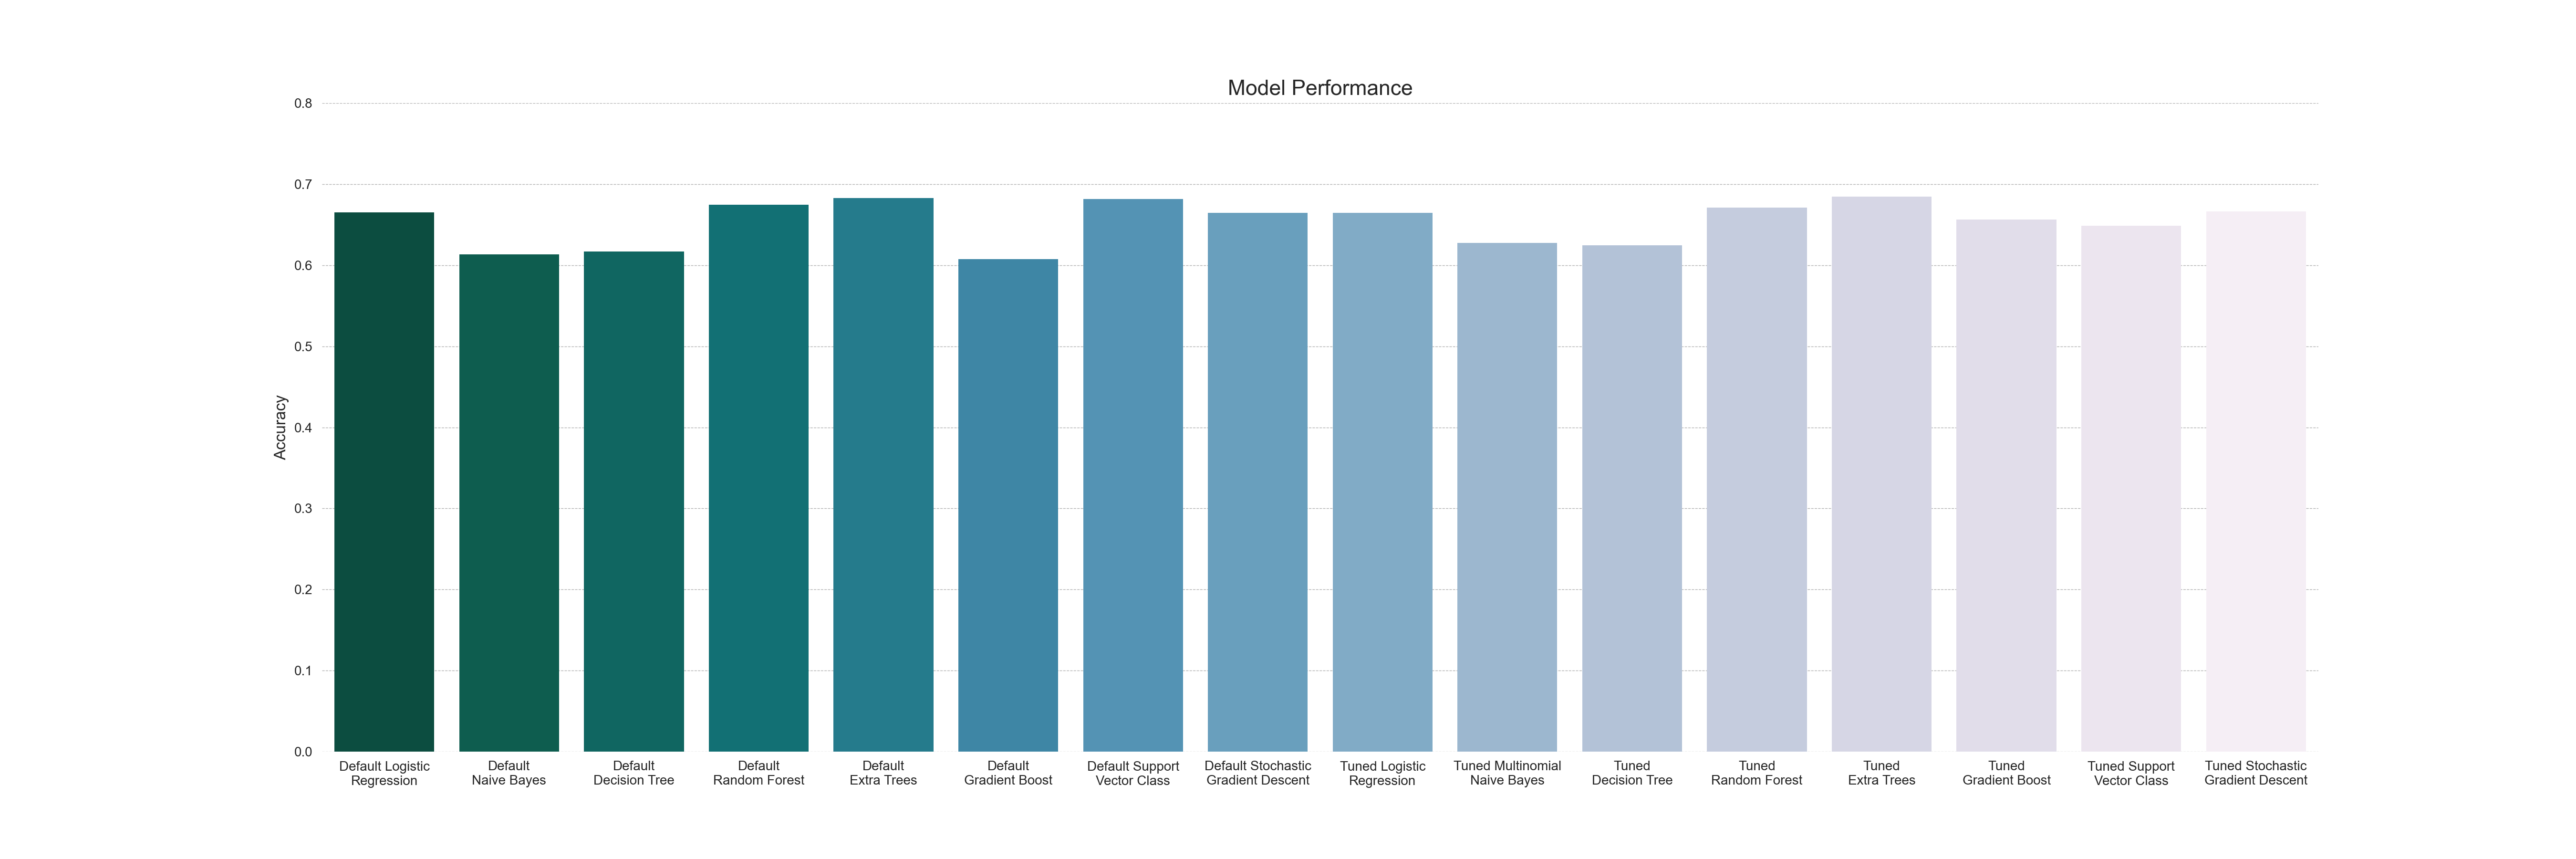 Model Performance
0.8
0.7
0.6
0.5
0.4
0.3
0.2
0.1
0.0
Accuracy
Default Logistic
Regression
Default
Naive Bayes
Default
Decision Tree
Default
Random Forest
Default
Extra Trees
Default
Gradient Boost
Default Support
Vector Class
Default Stochastic
Gradient Descent
Tuned Logistic
Regression
Tuned Multinomial
Naive Bayes
Tuned
Decision Tree
Tuned
Random Forest
Tuned
Extra Trees
Tuned
Gradient Boost
Tuned Support
Vector Class
Tuned Stochastic
Gradient Descent